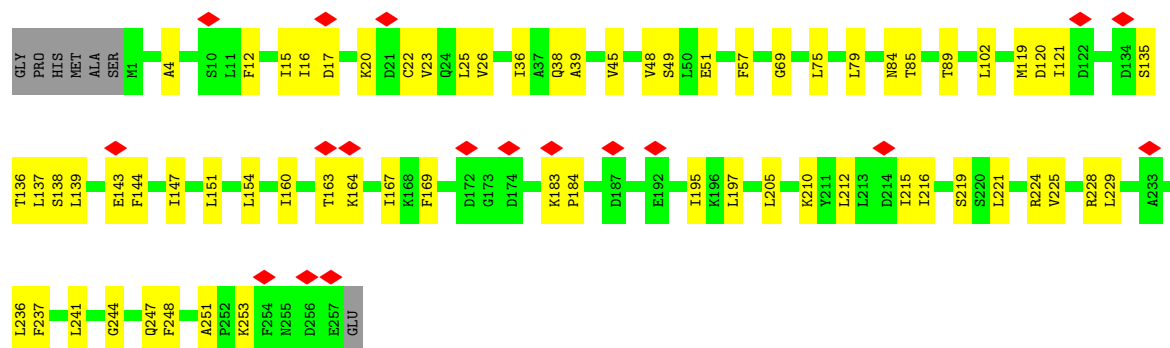 GLY PRO HIS MET ALA SER M1 A4 S10 L11 F12 I15 I16 D17 K20 D21 C22 V23 Q24 L25 V26 I36 A37 Q38 A39 V45 V48 S49 L50 E51 F57 G69 L75 L79 N84 T85 T89 L102 M119 D120 I121 D122 D134 S135
T136 L137 S138 L139 E143 F144 I147 L151 L154 I160 T163 K164 I167 K168 F169 D172 G173 D174 K183 P184 D187 E192 I195 K196 L197 L205 K210 Y211 L212 L213 D214 I215 I216 S219 S220 L221 R224 V225 R228 L229 A233
L236 F237 L241 G244 Q247 F248 A251 P252 K253 F254 N255 D256 E257 GLU